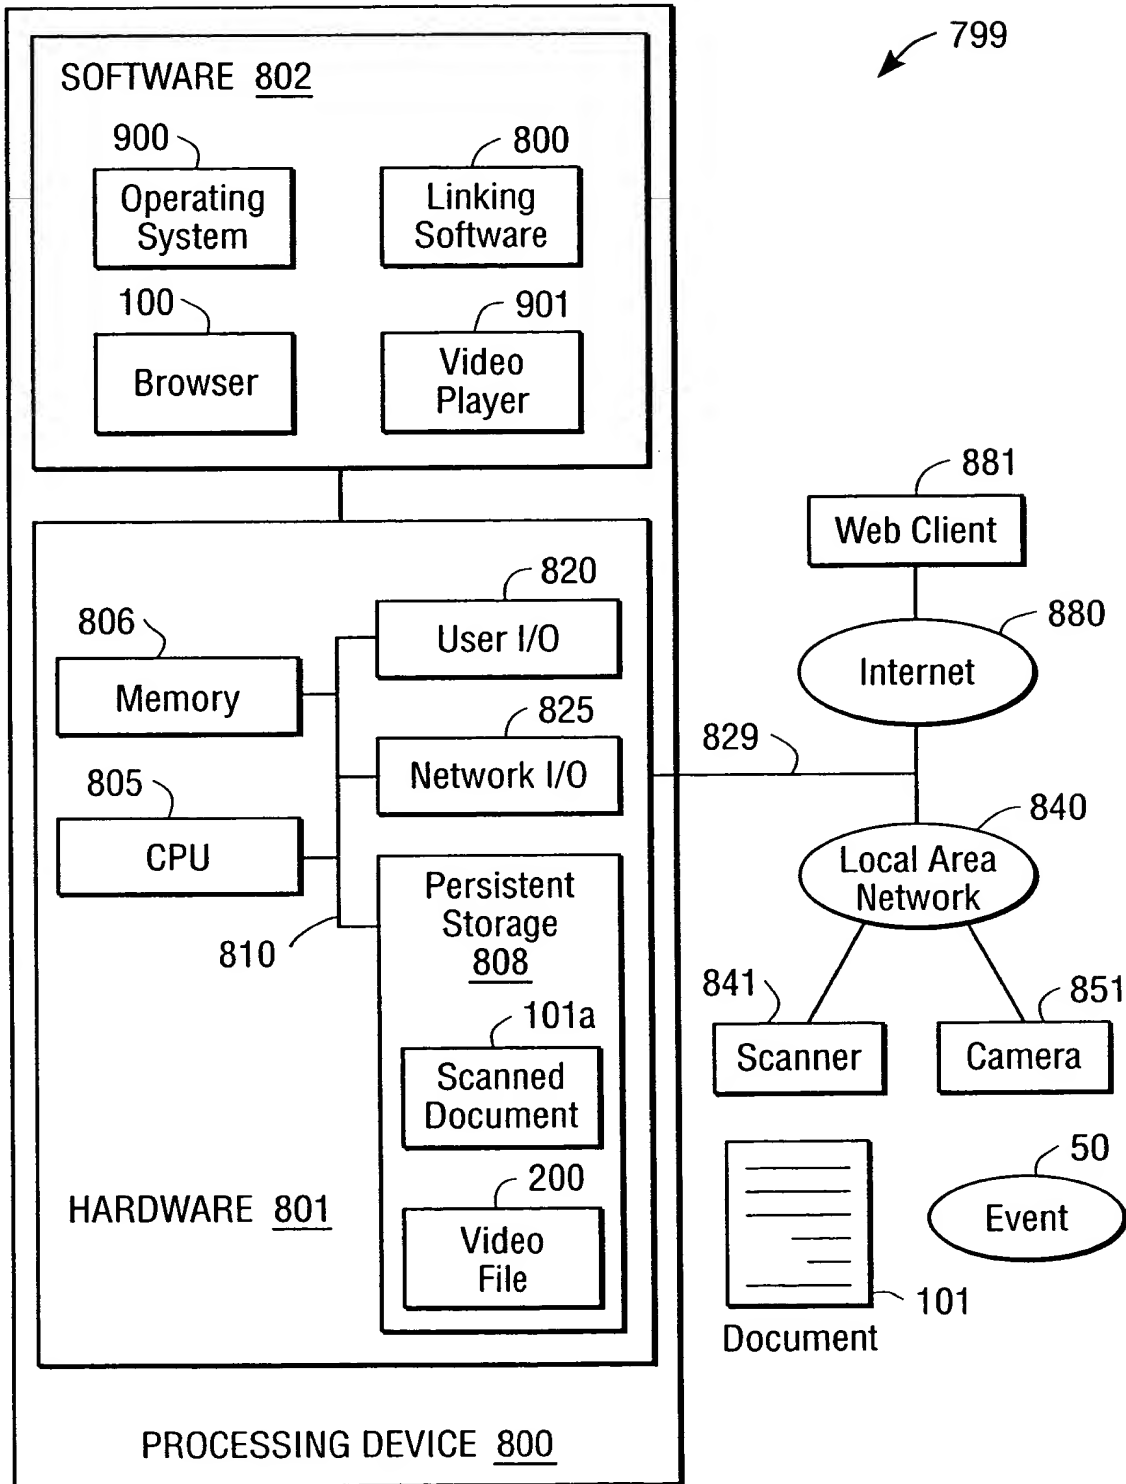 799
SOFTWARE 802
900
800
Operating
System
Linking
Software
100
901
Browser
Video
Player
881
Web Client
820
User I/O
806
Memory
880
Internet
825
Network I/O
829
805
CPU
840
Local Area
Network
Persistent
Storage
808
810
841
851
Scanner
Camera
101a
Scanned
Document
50
Event
200
Video
File
HARDWARE 801
101
Document
PROCESSING DEVICE 800